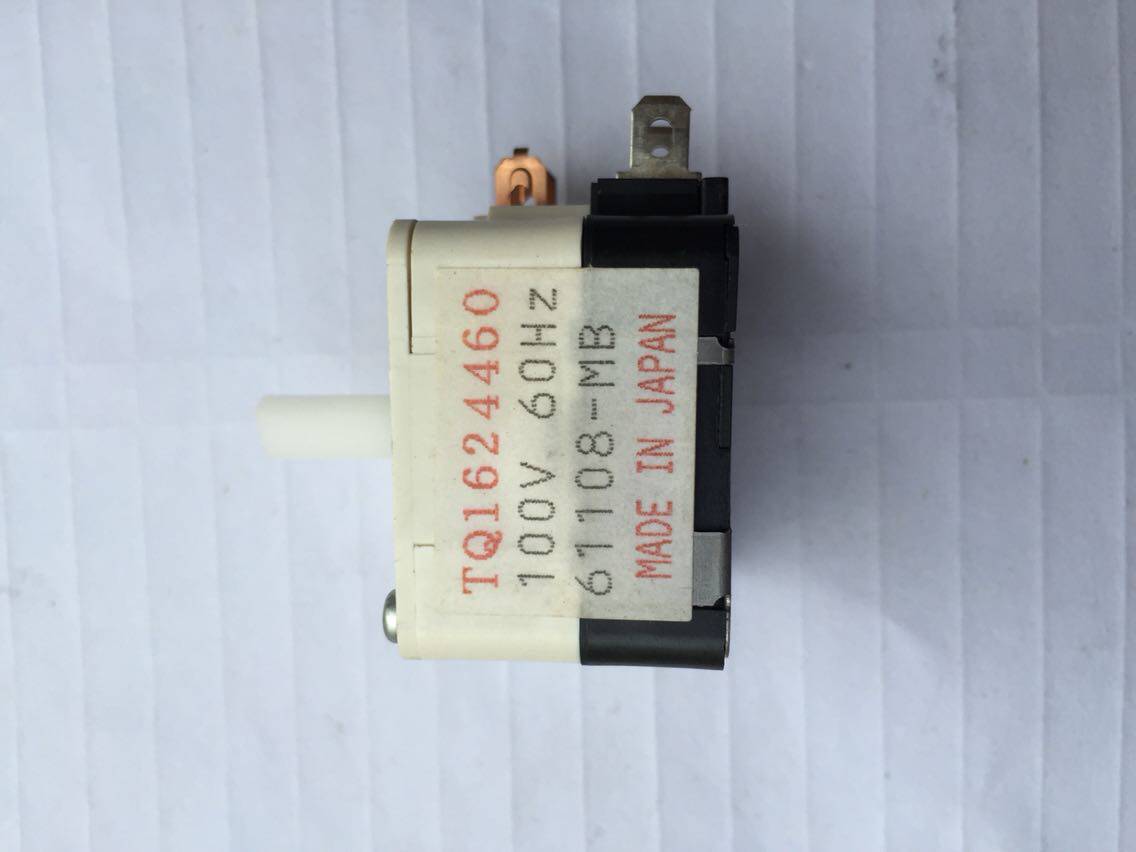 TQ1624460
100V 60Hz
61108-MB
MADE IN JAPAN